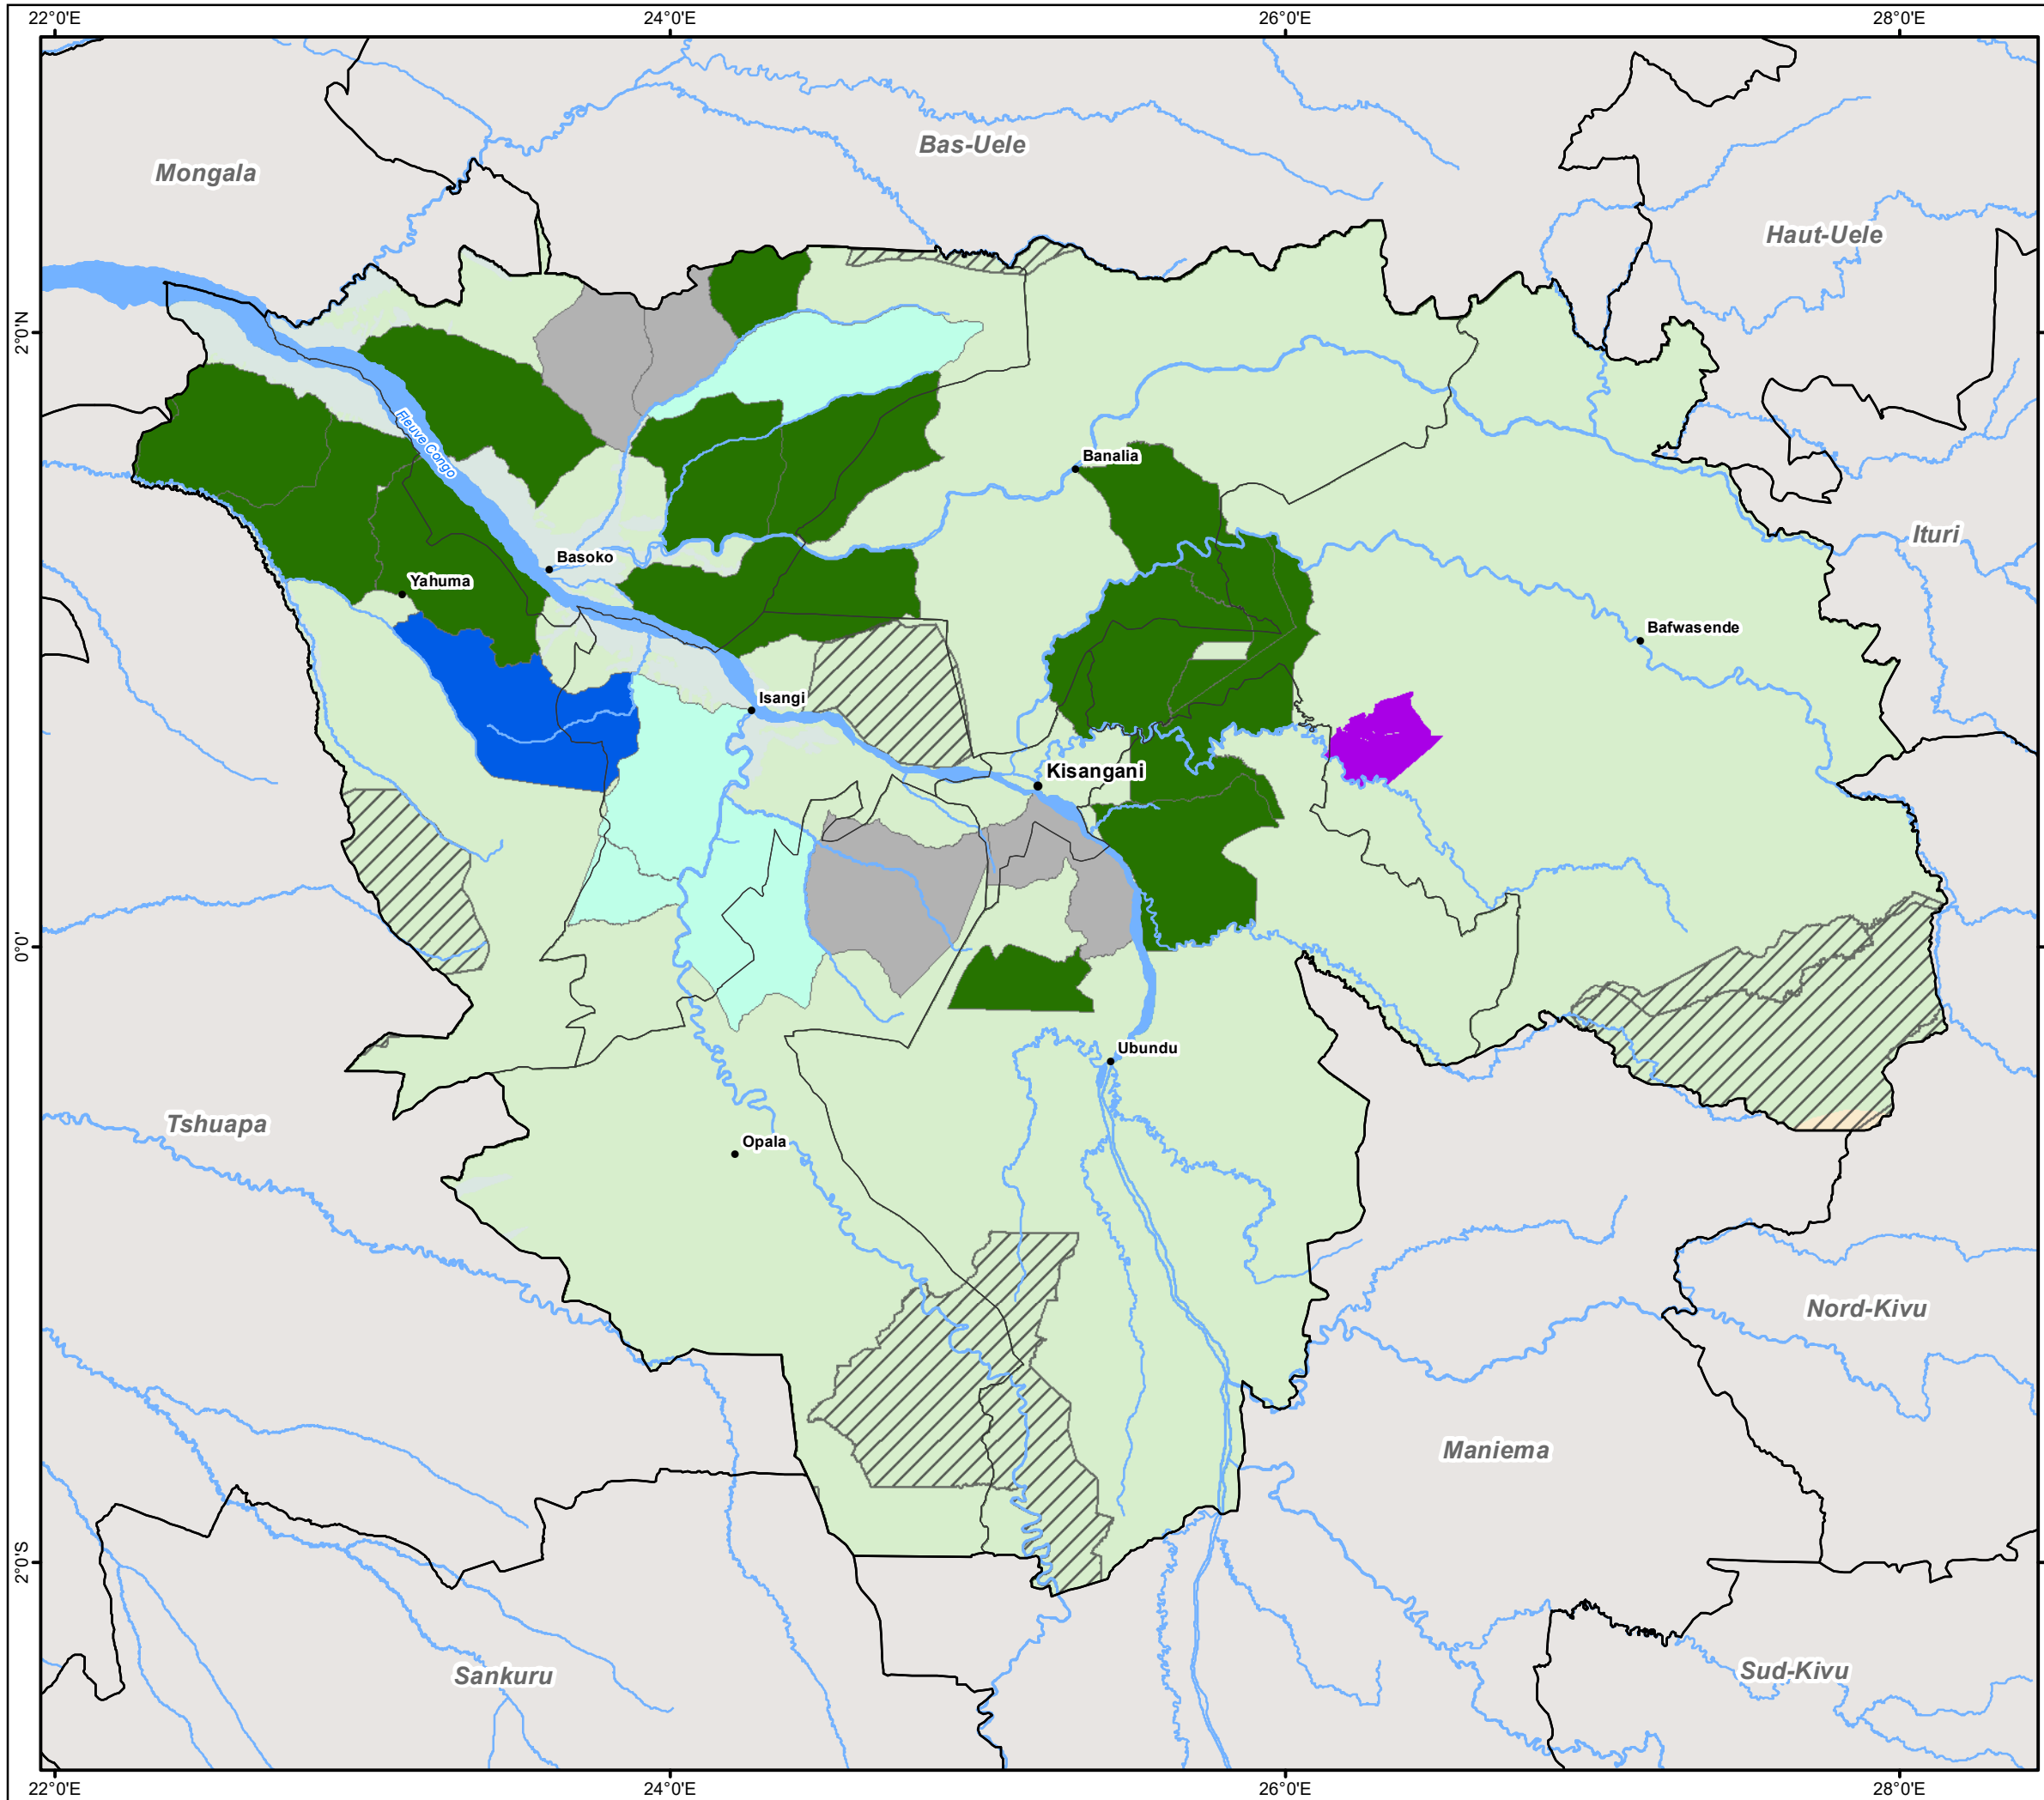 22°0'E
24°0'E
26°0'E
28°0'E
Bas-Uele
Mongala
Haut-Uele
2°0'N
Fleuve Congo
Banalia
Ituri
Basoko
Yahuma
Bafwasende
Isangi
Kisangani
0°0'
Ubundu
Tshuapa
Opala
Nord-Kivu
Maniema
2°0'S
Sankuru
Sud-Kivu
22°0'E
24°0'E
26°0'E
28°0'E